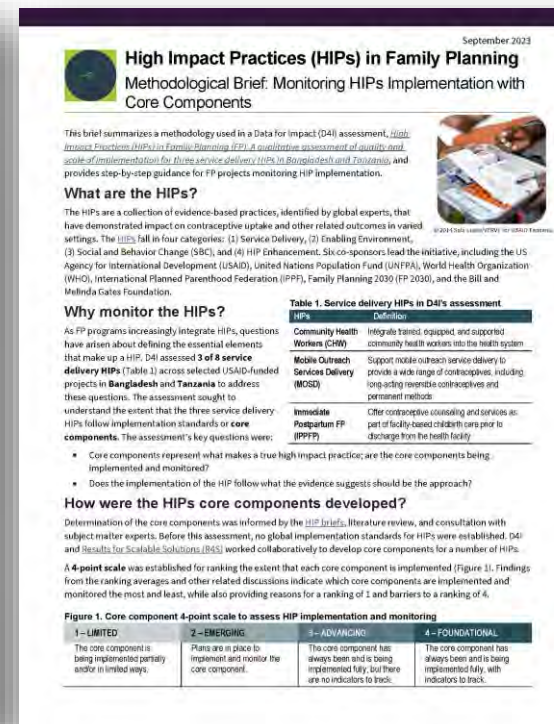 September 2023
High Impact Practices (HIPs) in Family Planning
Methodological Brief: Monitoring HIPs Implementation with
Core Components
This brief summarizes a methodology used in a Data for Impact (D4I) assessment, High
Impact Practices (HIPs) in Family Planning (FP): A qualitative assessment of quality and
scale of implementation for three service delivery HIPs in Bangladesh and Tanzania, and
provides step-by-step guidance for FP projects monitoring HIP implementation.
What are the HIPs?
The HIPs are a collection of evidence-based practices, identified by global experts, that
have demonstrated impact on contraceptive uptake and other related outcomes in varied
settings. The HIPs fall in four categories: (1) Service Delivery, (2) Enabling Environment,
(3) Social and Behavior Change (SBC), and (4) HIP Enhancement. Six co-sponsors lead the initiative, including the US
Agency for International Development (USAID), United Nations Population Fund (UNFPA), World Health Organization
(WHO), International Planned Parenthood Federation (IPPF), Family Planning 2030 (FP 2030), and the Bill and
Melinda Gates Foundation.
Why monitor the HIPs?
As FP programs increasingly integrate HIPs, questions
have arisen about defining the essential elements
that make up a HIP. D4I assessed 3 of 8 service
delivery HIPs (Table 1) across selected USAID-funded
projects in Bangladesh and Tanzania to address
these questions. The assessment sought to
understand the extent that the three service delivery
HIPs follow implementation standards or core
components. The assessment's key questions were:
Table 1. Service delivery HIPs in D4I's assessment
HIPs Definition
Community Health Integrate trained, equipped, and supported
Workers (CHW) community health workers into the health system
Mobile Outreach Support mobile outreach service delivery to
Services Delivery provide a wide range of contraceptives, including
(MOSD) long-acting reversible contraceptives and
permanent methods
Immediate Offer contraceptive counseling and services as
Postpartum FP part of facility-based childbirth care prior to
(IPPFP) discharge from the health facility
• Core components represent what makes a true high impact practice; are the core components being
implemented and monitored?
• Does the implementation of the HIP follow what the evidence suggests should be the approach?
How were the HIPs core components developed?
Determination of the core components was informed by the HIP briefs, literature review, and consultation with
subject matter experts. Before this assessment, no global implementation standards for HIPs were established. D4I
and Results for Scalable Solutions (R4S) worked collaboratively to develop core components for a number of HIPs.
A 4-point scale was established for ranking the extent that each core component is implemented (Figure 1). Findings
from the ranking averages and other related discussions indicate which core components are implemented and
monitored the most and least, while also providing reasons for a ranking of 1 and barriers to a ranking of 4.
Figure 1. Core component 4-point scale to assess HIP implementation and monitoring
1 – LIMITED 2 – EMERGING 3 – ADVANCING 4 – FOUNDATIONAL
The core component is Plans are in place to The core component has The core component has
being implemented partially implement and monitor the always been and is being always been and is being
and/or in limited ways. core component. implemented fully, but there implemented fully, with
are no indicators to track. indicators to track.